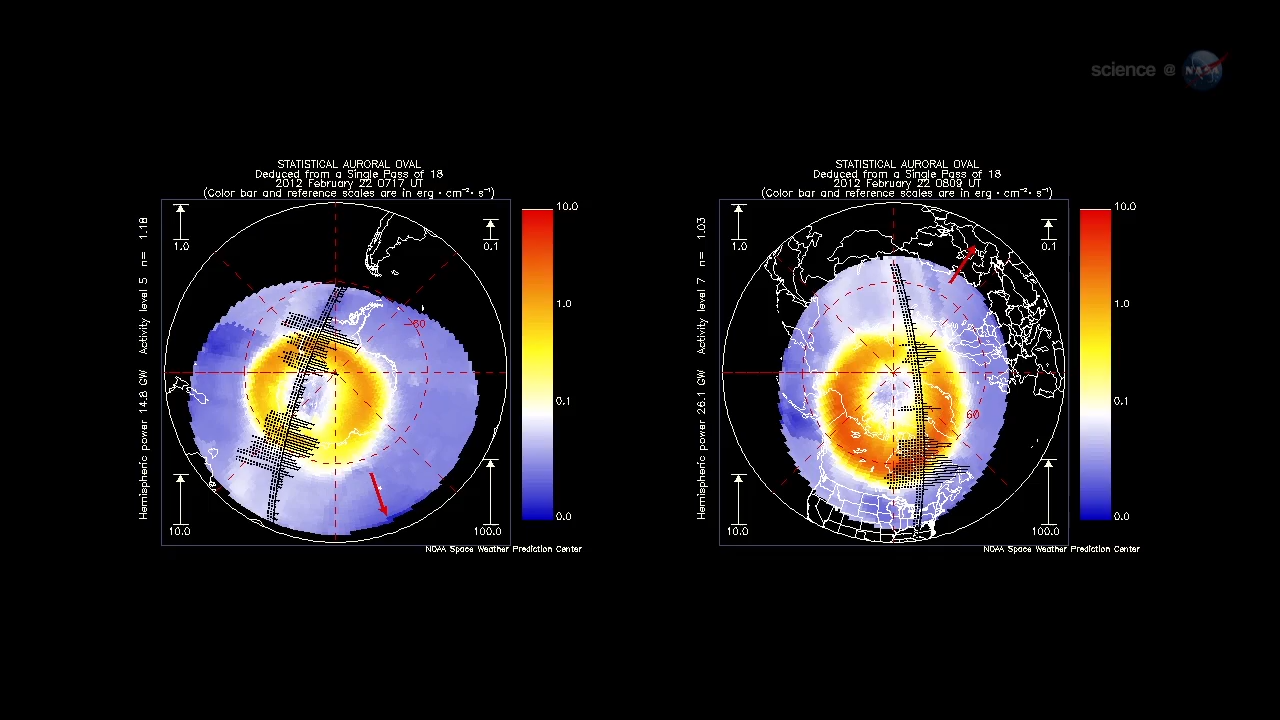 science @ NASA
STATISTICAL AURORAL OVAL
Deduced from a Single Pass of 18
2012 February 22 0717 UT
(Color bar and reference scales are in erg · cm⁻²· s⁻¹)
Hemispheric power 14.8 GW Activity level 5 n= 1.18
1.0
0.1
60
10.0
100.0
10.0
1.0
0.1
0.0
NOAA Space Weather Prediction Center
STATISTICAL AURORAL OVAL
Deduced from a Single Pass of 18
2012 February 22 0809 UT
(Color bar and reference scales are in erg · cm⁻²· s⁻¹)
Hemispheric power 26.1 GW Activity level 7 n= 1.03
1.0
0.1
60
10.0
100.0
10.0
1.0
0.1
0.0
NOAA Space Weather Prediction Center